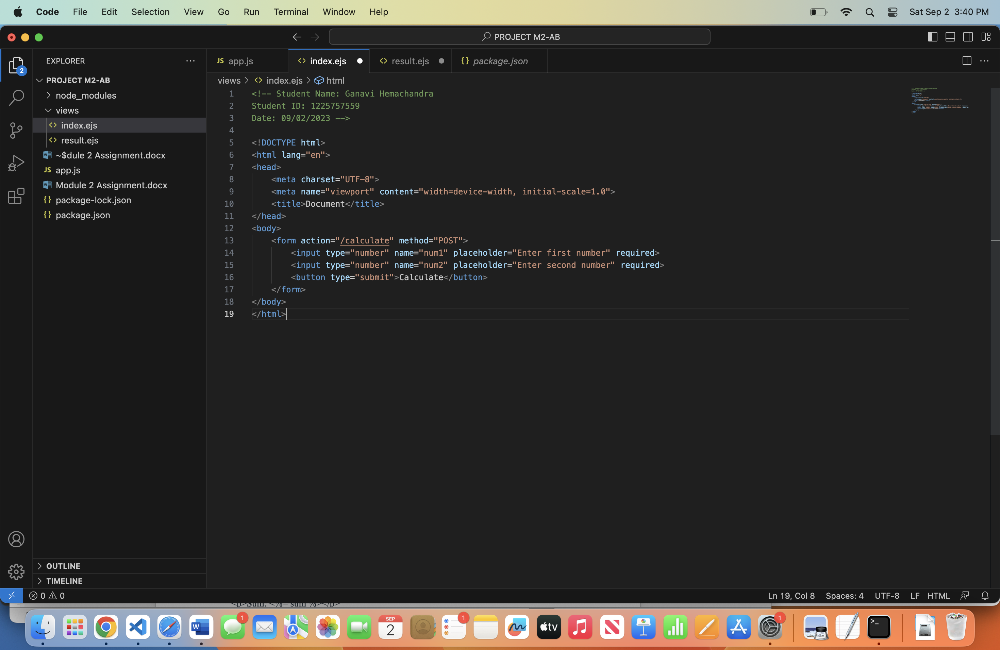 Code File Edit Selection View Go Run Terminal Window Help Sat Sep 2 3:40 PM
PROJECT M2-AB
EXPLORER
2
PROJECT M2-AB
node_modules
views
index.ejs
result.ejs
~$dule 2 Assignment.docx
JS app.js
Module 2 Assignment.docx
{} package-lock.json
{} package.json
OUTLINE
TIMELINE
JS app.js <> index.ejs <> result.ejs {} package.json
views > <> index.ejs > html
1 <!-- Student Name: Ganavi Hemachandra
2 Student ID: 1225757559
3 Date: 09/02/2023 -->
4
5 <!DOCTYPE html>
6 <html lang="en">
7 <head>
8 <meta charset="UTF-8">
9 <meta name="viewport" content="width=device-width, initial-scale=1.0">
10 <title>Document</title>
11 </head>
12 <body>
13 <form action="/calculate" method="POST">
14 <input type="number" name="num1" placeholder="Enter first number" required>
15 <input type="number" name="num2" placeholder="Enter second number" required>
16 <button type="submit">Calculate</button>
17 </form>
18 </body>
19 </html>
0 0 Ln 19, Col 8 Spaces: 4 UTF-8 LF HTML
<p>Sum: <%= sum %></p>
W 1 SEP 2 1 tv 1 >_